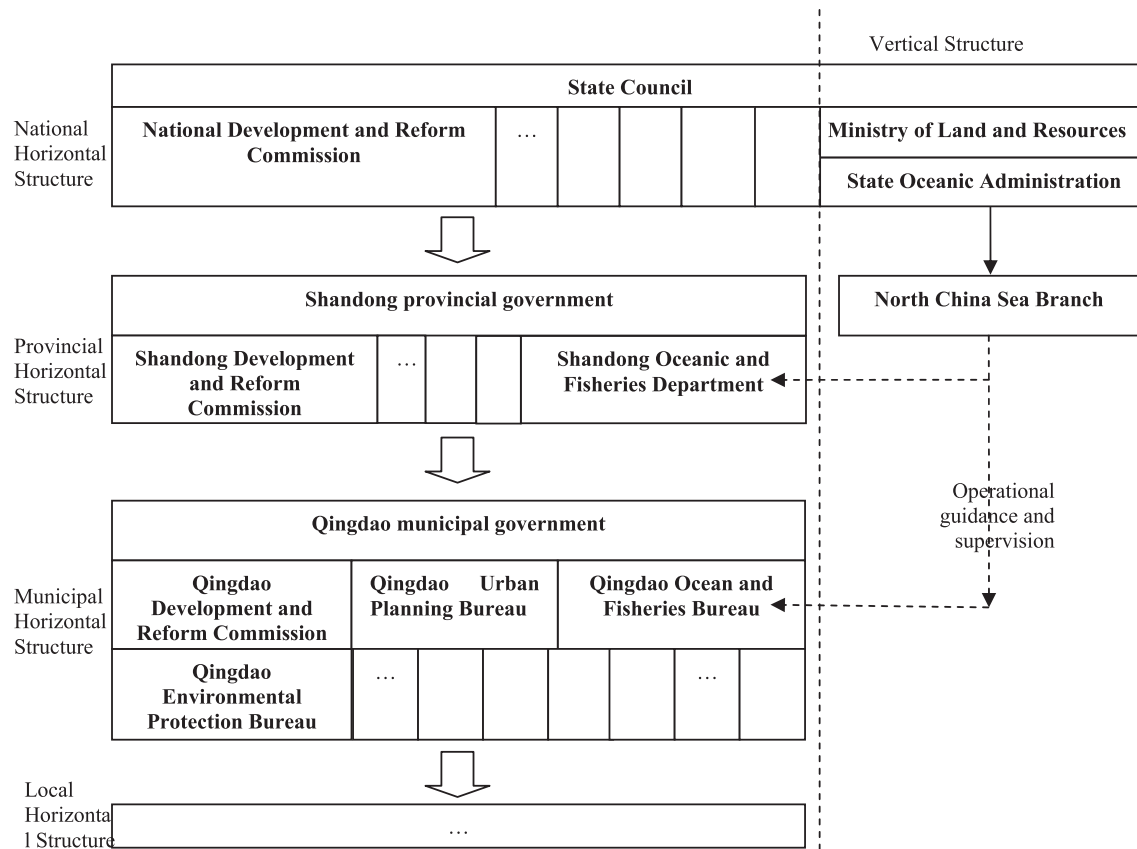 Vertical Structure
State Council
National
Horizontal
Structure
National Development and Reform
Commission
…
Ministry of Land and Resources
State Oceanic Administration
Shandong provincial government
North China Sea Branch
Provincial
Horizontal
Structure
Shandong Development
and Reform
Commission
…
Shandong Oceanic and
Fisheries Department
Operational
guidance and
supervision
Qingdao municipal government
Municipal
Horizontal
Structure
Qingdao
Development and
Reform Commission
Qingdao Urban
Planning Bureau
Qingdao Ocean and
Fisheries Bureau
Qingdao
Environmental
Protection Bureau
…
…
Local
Horizonta
l Structure
…